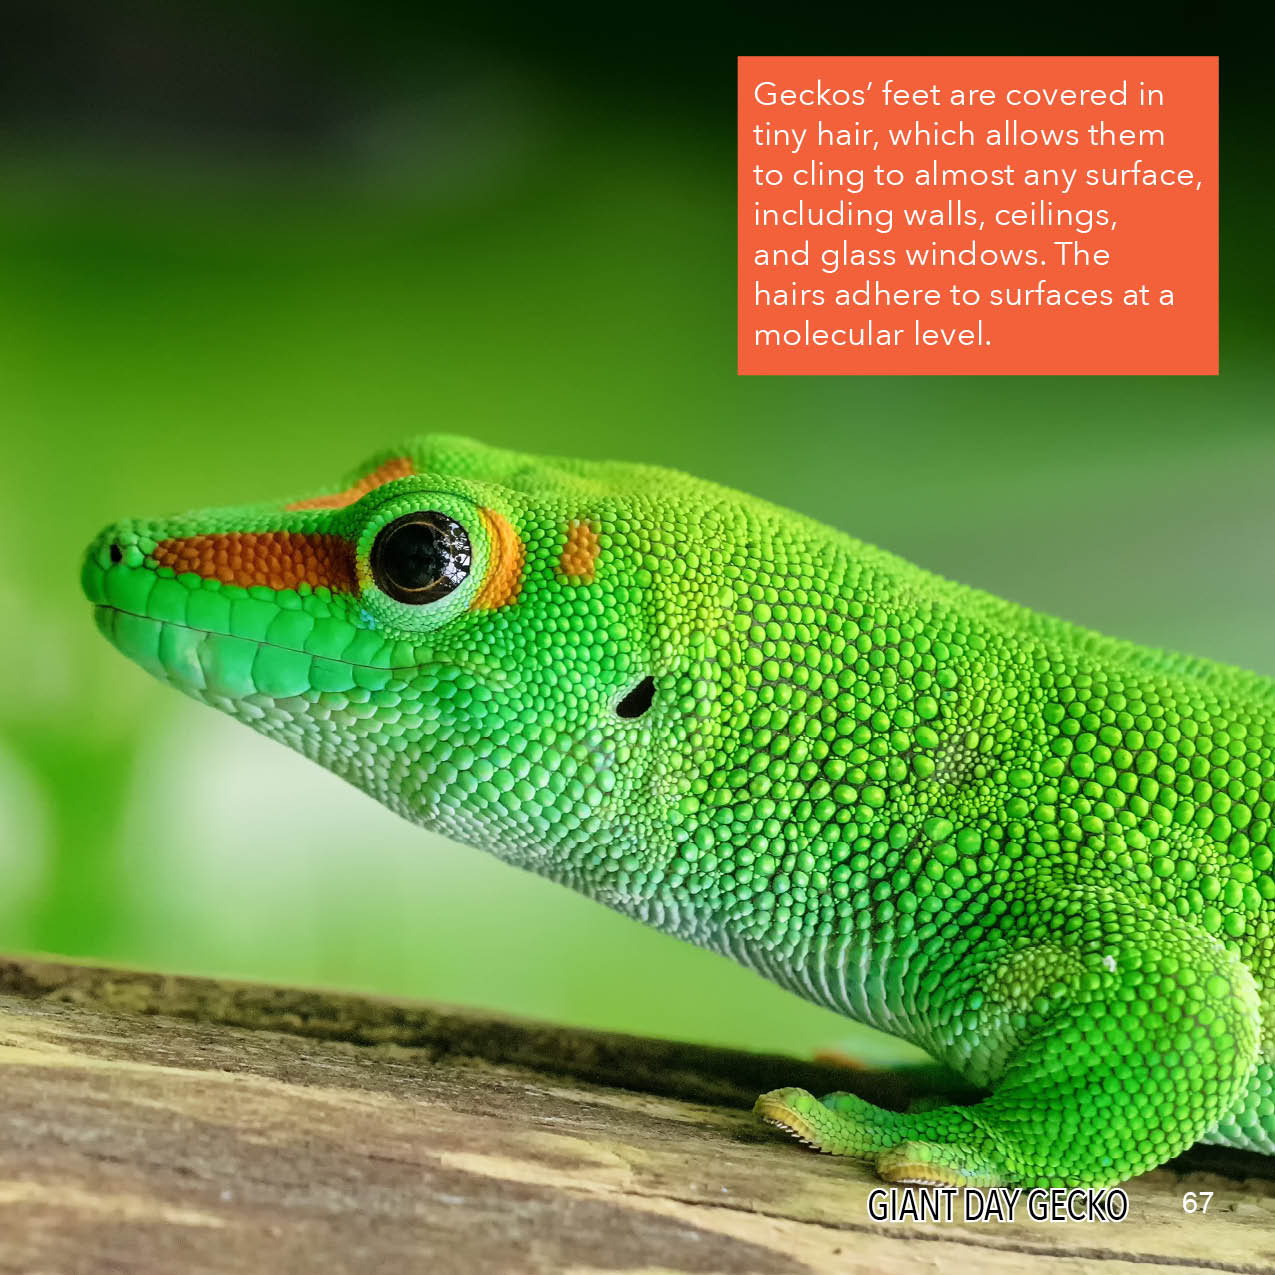 Geckos’ feet are covered in
tiny hair, which allows them
to cling to almost any surface,
including walls, ceilings,
and glass windows. The
hairs adhere to surfaces at a
molecular level.
GIANT DAY GECKO 67